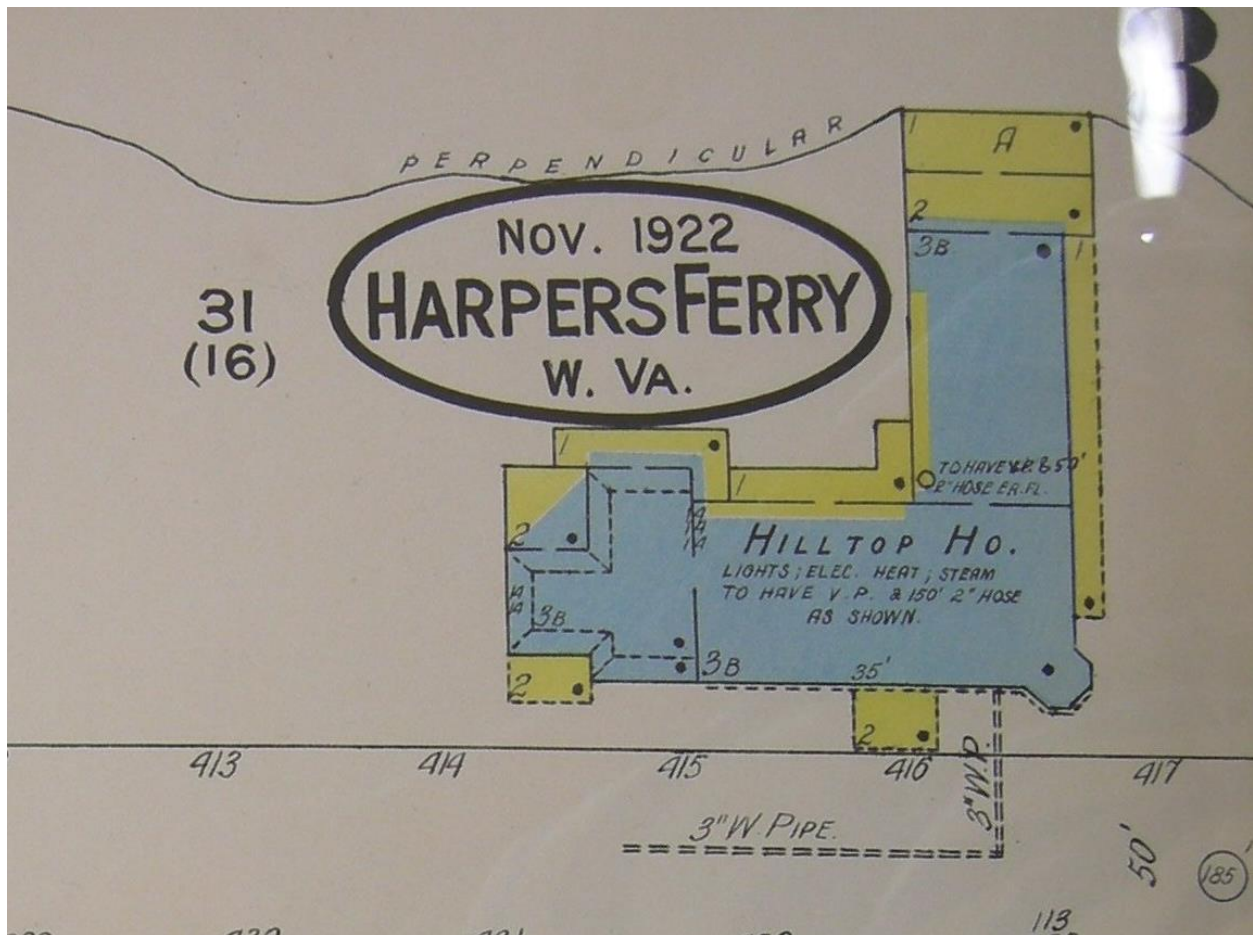 PERPENDICULAR
1
A
2
Nov. 1922
HARPERS FERRY
W. VA.
31
(16)
3B
1
1
1
TO HAVE V.P. & 50'
2" HOSE EA. FL.
2
HILLTOP HO.
LIGHTS; ELEC. HEAT; STEAM
TO HAVE V.P. & 150' 2" HOSE
AS SHOWN.
3B
2
3B
35'
2
413
414
415
416
417
3" W.P.
3" W. PIPE.
50'
185
113